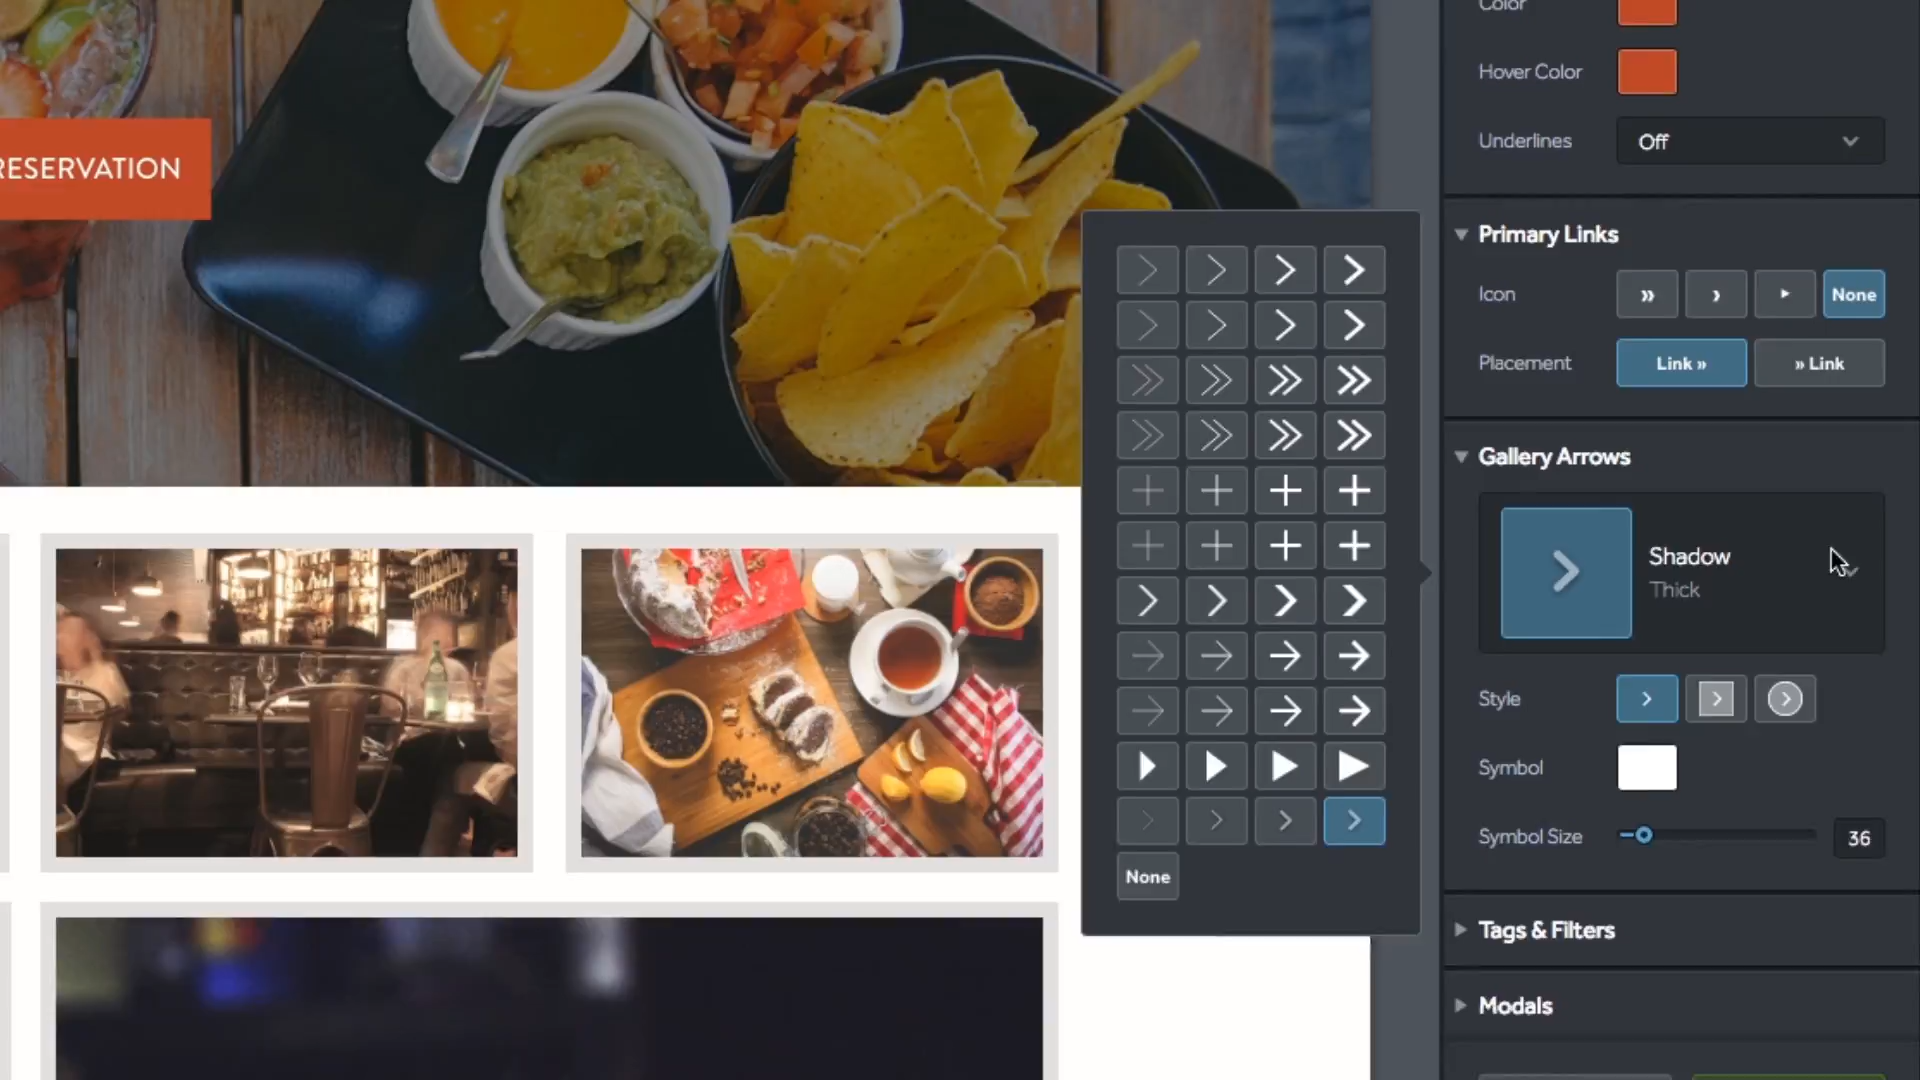 Color
Hover Color
Underlines
Off
RESERVATION
Primary Links
Icon
»
›
None
Placement
Link »
» Link
Gallery Arrows
Shadow
Thick
Style
Symbol
Symbol Size
36
None
Tags & Filters
Modals